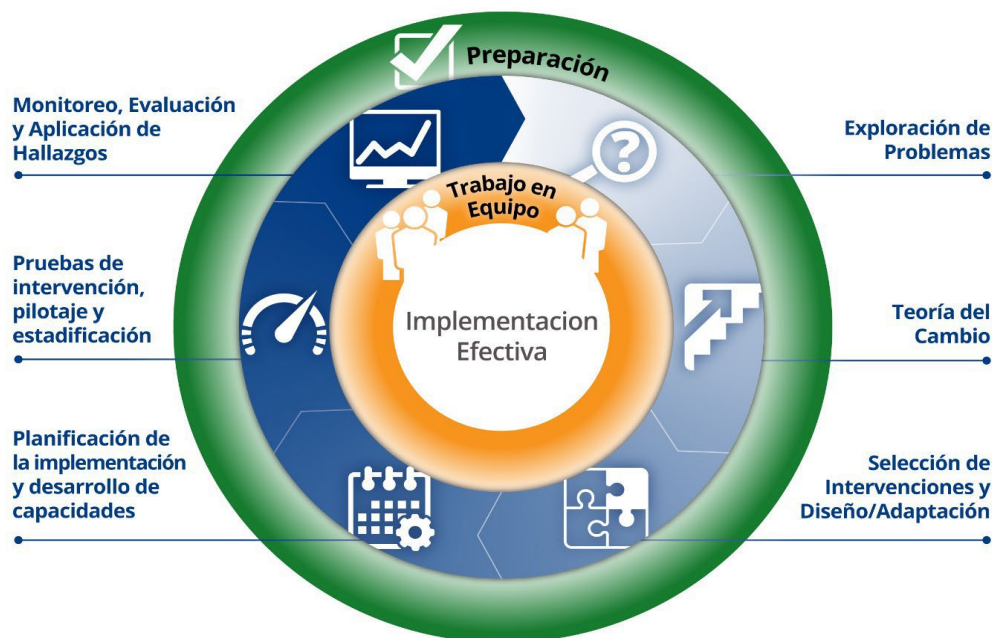 Preparación
Trabajo en
Equipo
Implementacion
Efectiva
Exploración de
Problemas
Teoría del
Cambio
Selección de
Intervenciones y
Diseño/Adaptación
Planificación de
la implementación
y desarrollo de
capacidades
Pruebas de
intervención,
pilotaje y
estadificación
Monitoreo, Evaluación
y Aplicación de
Hallazgos
?